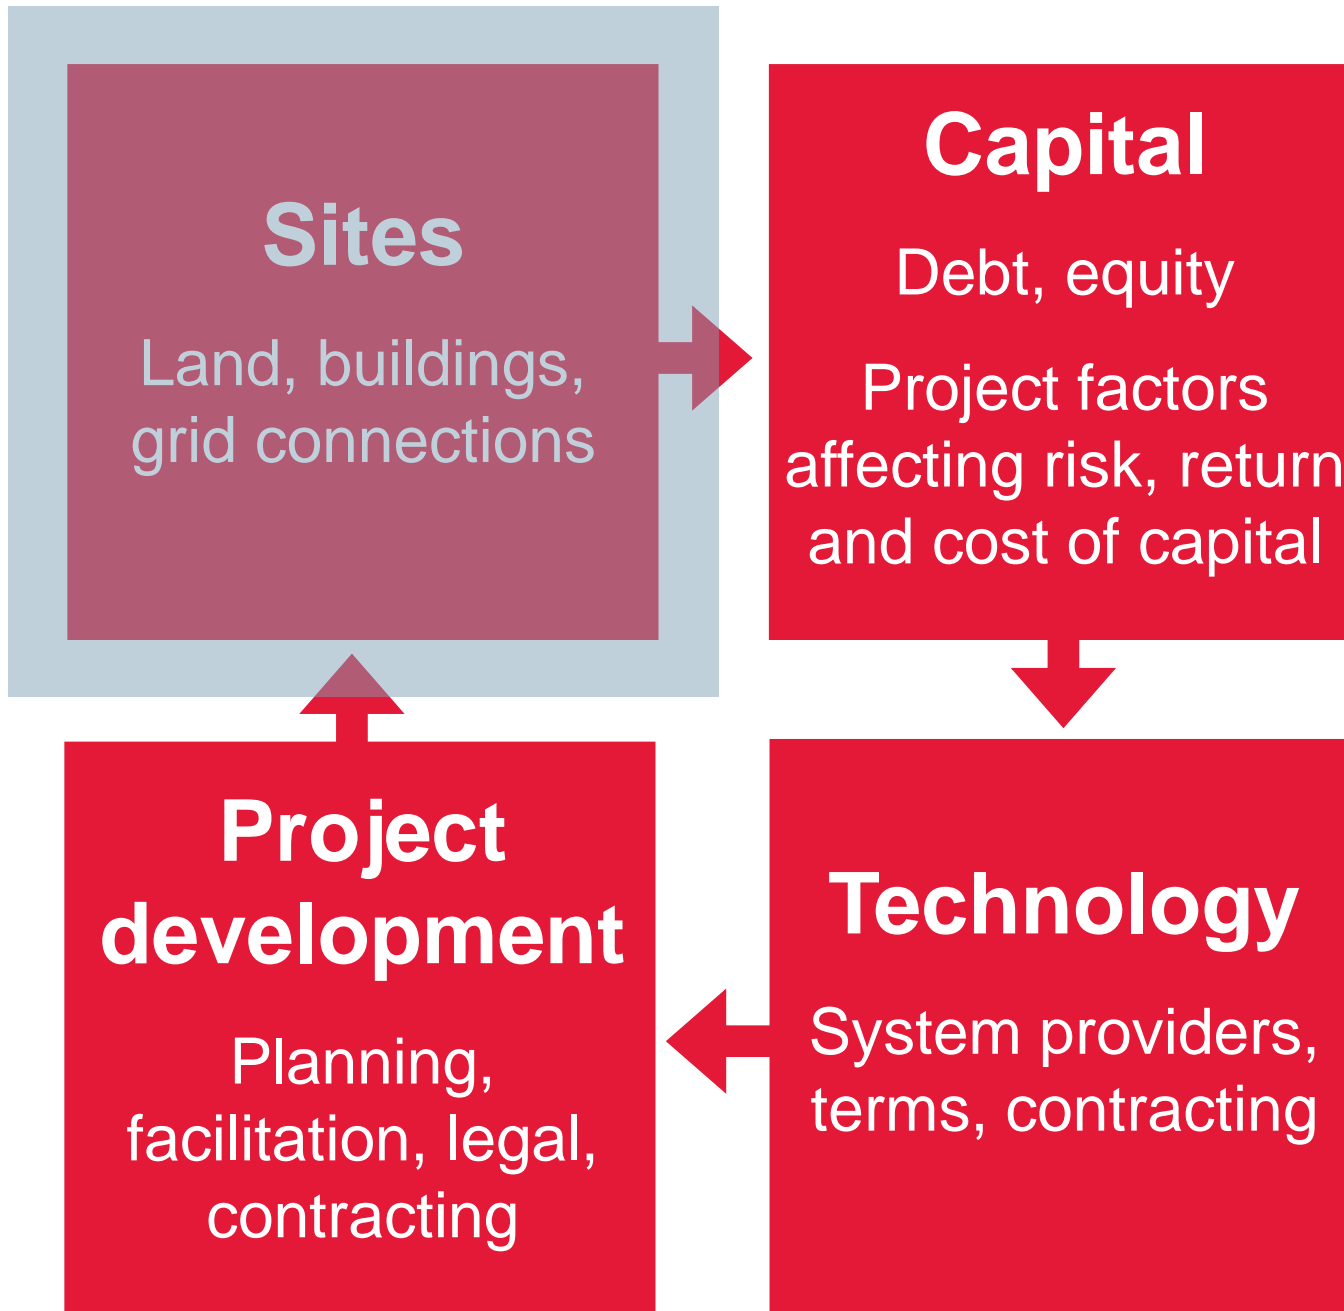 Sites
Land, buildings,
grid connections
Capital
Debt, equity
Project factors
affecting risk, return
and cost of capital
Project
development
Planning,
facilitation, legal,
contracting
Technology
System providers,
terms, contracting